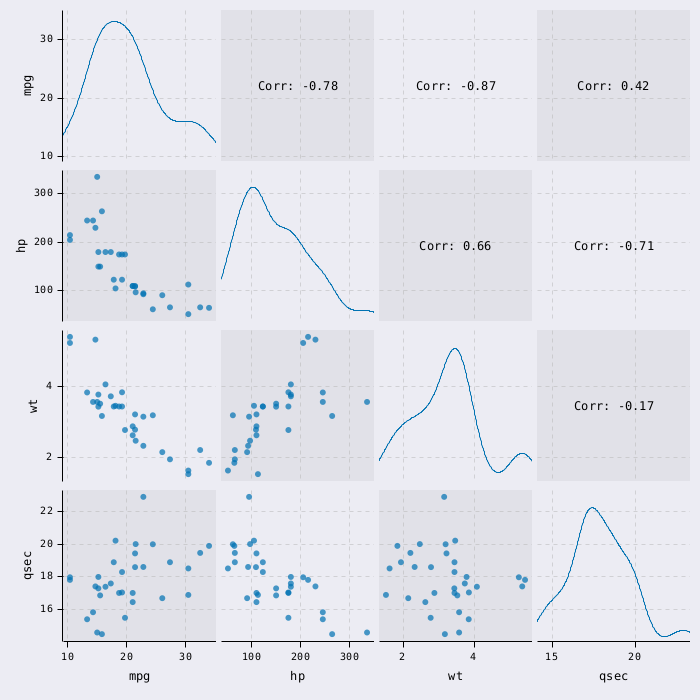 30
20
10
mpg
Corr: -0.78
Corr: -0.87
Corr: 0.42
300
200
100
hp
Corr: 0.66
Corr: -0.71
4
2
wt
Corr: -0.17
22
20
18
16
qsec
10 20 30
100 200 300
2 4
15 20
mpg
hp
wt
qsec